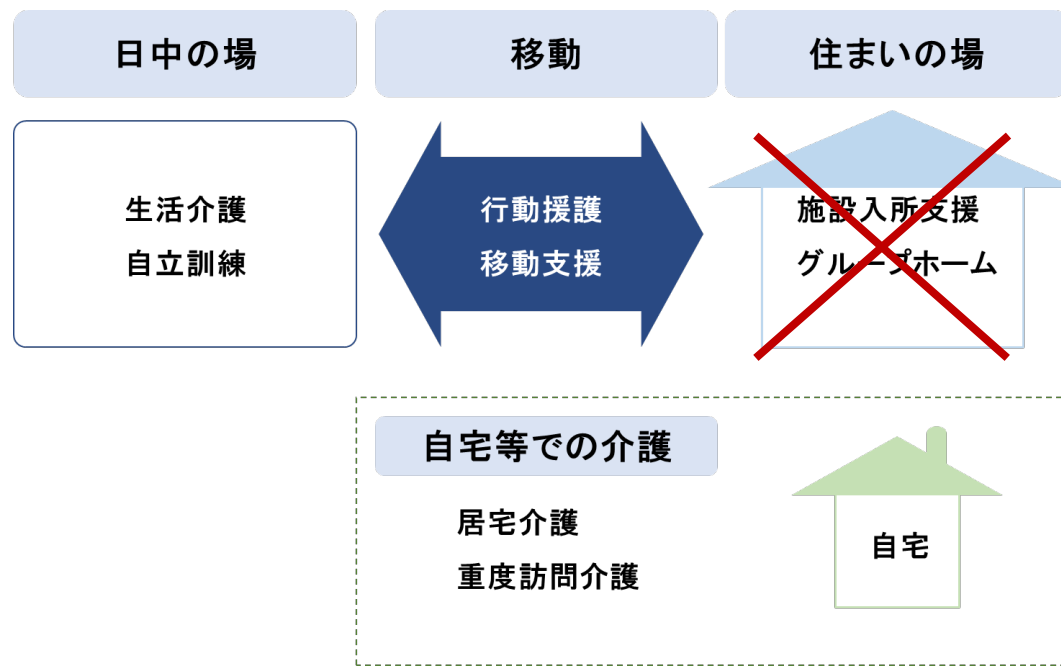 日中の場
移動
住まいの場
生活介護
自立訓練
行動援護
移動支援
施設入所支援
グループホーム
自宅等での介護
居宅介護
重度訪問介護
自宅